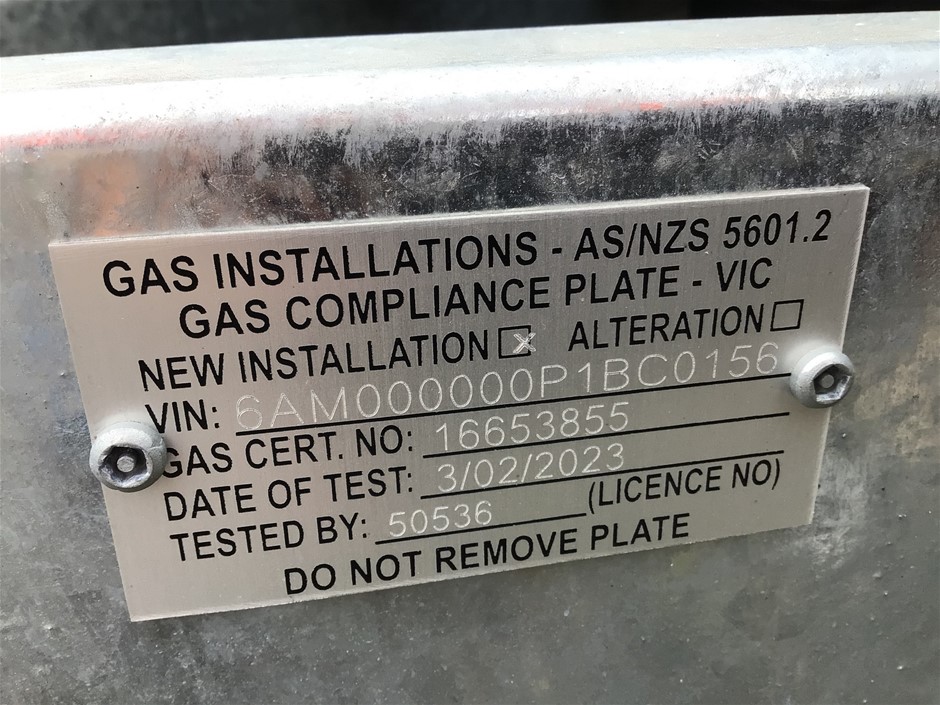 GAS INSTALLATIONS - AS/NZS 5601.2
GAS COMPLIANCE PLATE - VIC
NEW INSTALLATION ☒ ALTERATION ☐
VIN: 6AM000000P1BC0156
GAS CERT. NO: 16653855
DATE OF TEST: 3/02/2023
TESTED BY: 50536 (LICENCE NO)
DO NOT REMOVE PLATE